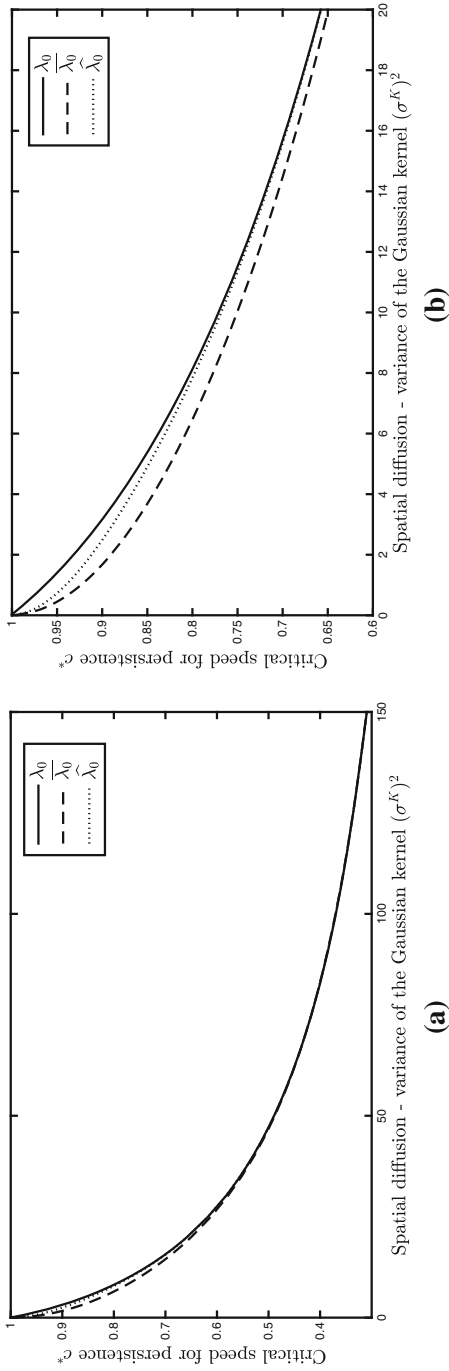 1
0.9
0.8
0.7
0.6
0.5
0.4
Critical speed for persistence c*
0
50
100
150
Spatial diffusion - variance of the Gaussian kernel (σ^K)^2
λ₀
λ̅₀
λ̂₀
(a)
1
0.95
0.9
0.85
0.8
0.75
0.7
0.65
0.6
Critical speed for persistence c*
0
2
4
6
8
10
12
14
16
18
20
Spatial diffusion - variance of the Gaussian kernel (σ^K)^2
λ₀
λ̅₀
λ̂₀
(b)